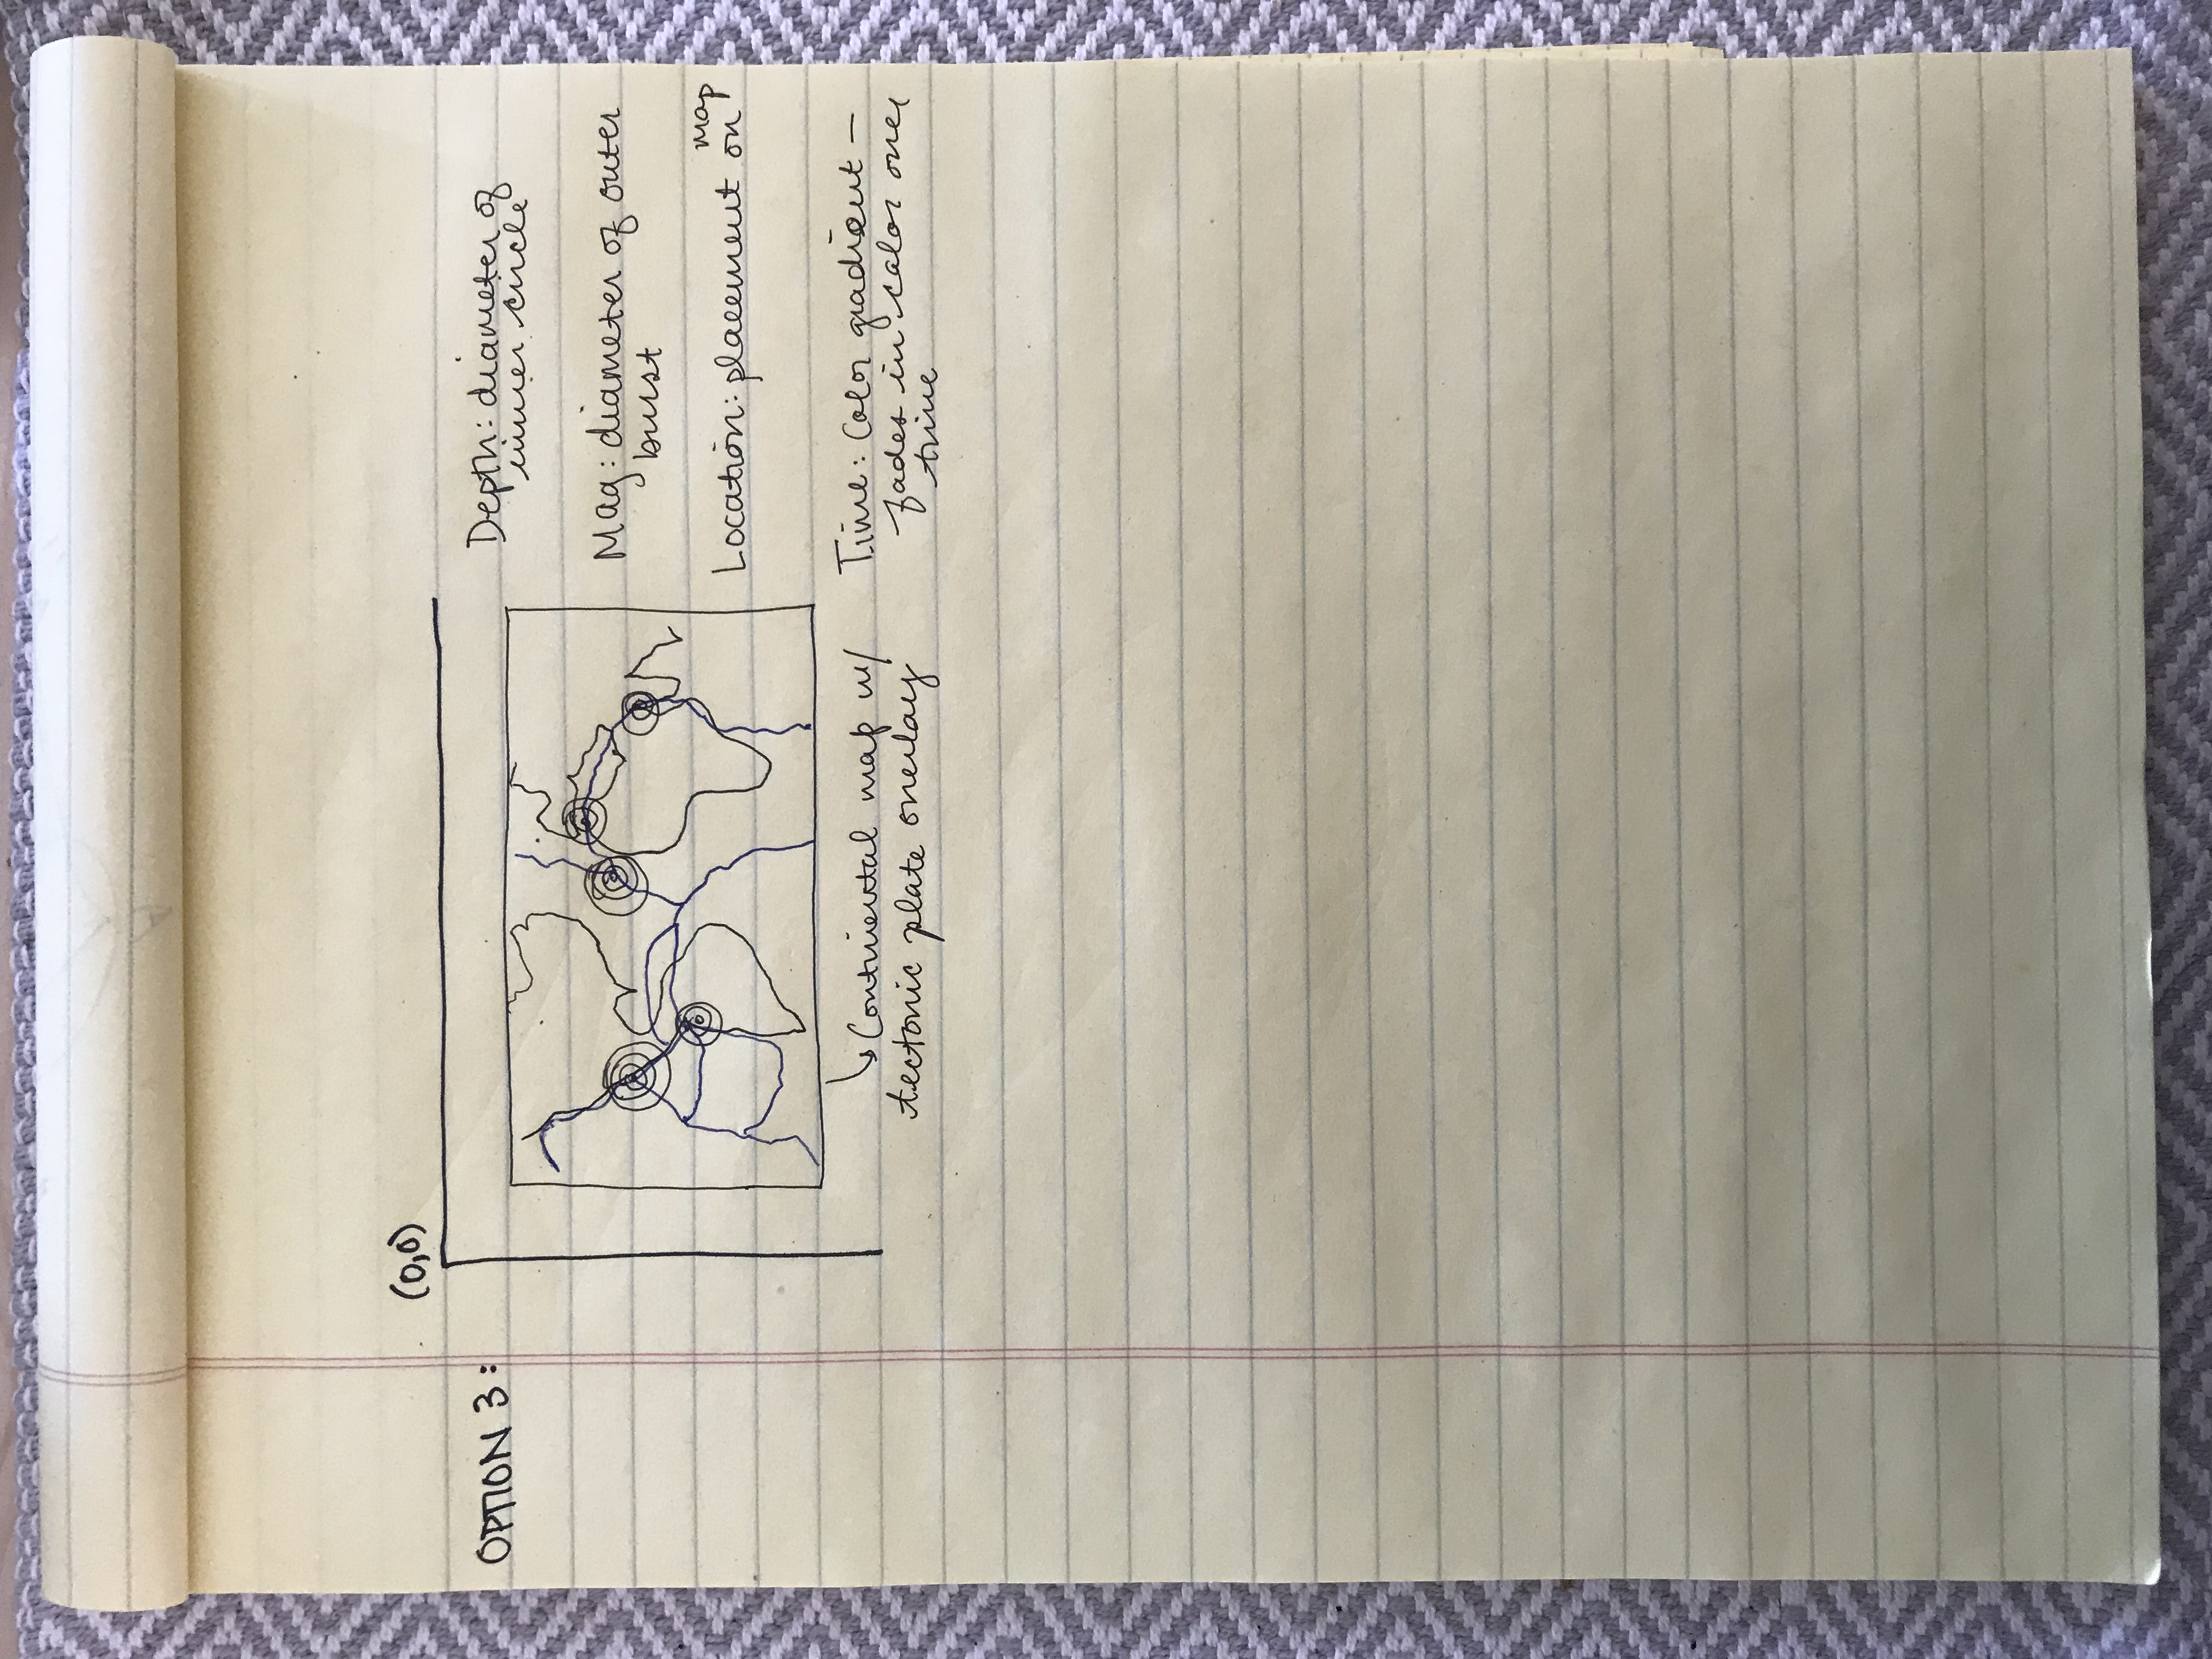 (0,0)
OPTION 3:
Depth: diameter of
inner circle
Mag: diameter of outer
burst
Location: placement on map
Time: Color gradient –
fades in color over
time
↳ Continental map w/
tectonic plate overlay